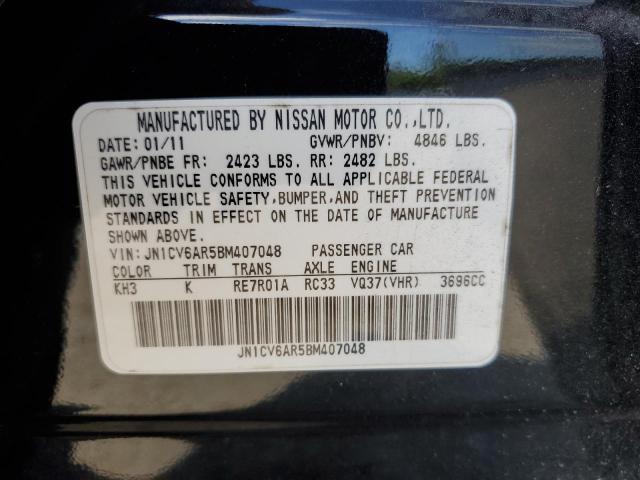 MANUFACTURED BY NISSAN MOTOR CO.,LTD.
DATE: 01/11 GVWR/PNBV: 4846 LBS.
GAWR/PNBE FR: 2423 LBS. RR: 2482 LBS.
THIS VEHICLE CONFORMS TO ALL APPLICABLE FEDERAL
MOTOR VEHICLE SAFETY,BUMPER,AND THEFT PREVENTION
STANDARDS IN EFFECT ON THE DATE OF MANUFACTURE
SHOWN ABOVE.
VIN: JN1CV6AR5BM407048 PASSENGER CAR
COLOR TRIM TRANS AXLE ENGINE
KH3 K RE7R01A RC33 VQ37(VHR) 3696CC
JN1CV6AR5BM407048